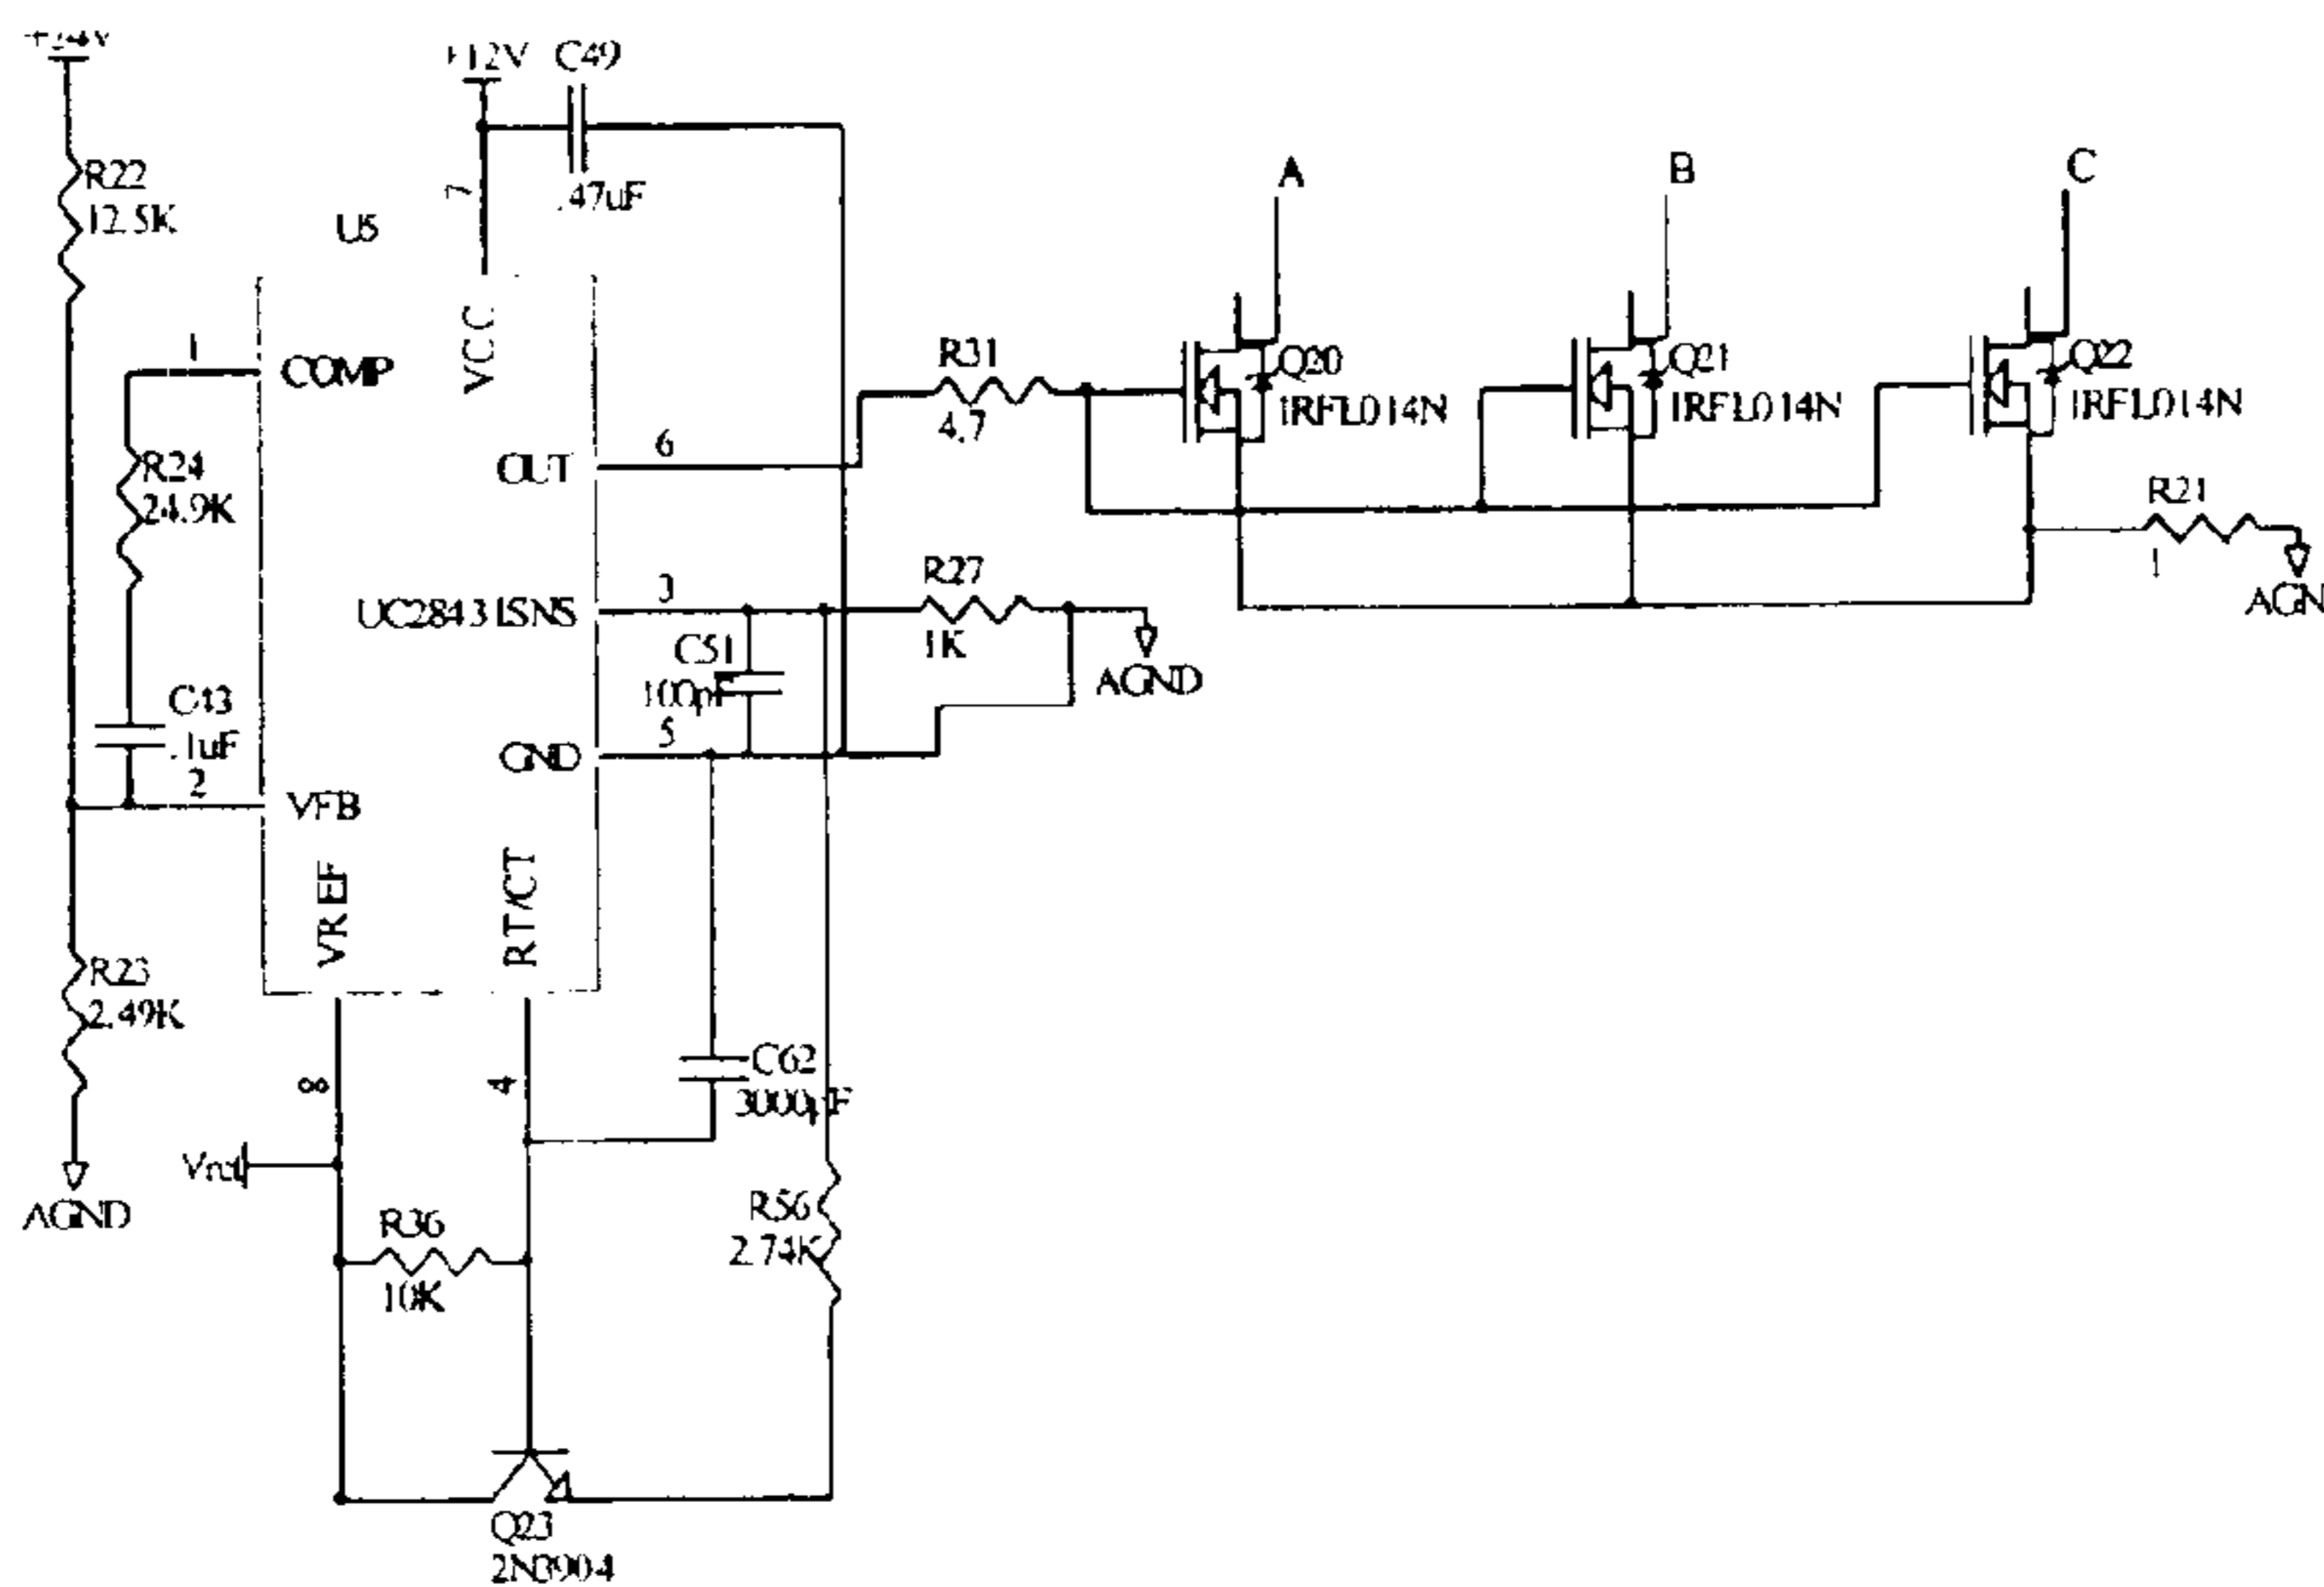 +24V
+12V
C49
.47uF
7
R22
12.5K
U5
A
B
C
1
COMP
VCC
R31
4.7
Q20
IRFL014N
Q21
IRFL014N
Q22
IRFL014N
6
OUT
R24
24.9K
R21
1
3
UC2843
ISNS
R27
1K
AGND
C51
100pF
C43
.1uF
5
GND
2
VFB
VREF
RT/CT
R23
2.49K
8
4
C62
3000pF
AGND
R36
10K
R56
2.74K
Q23
2N3904